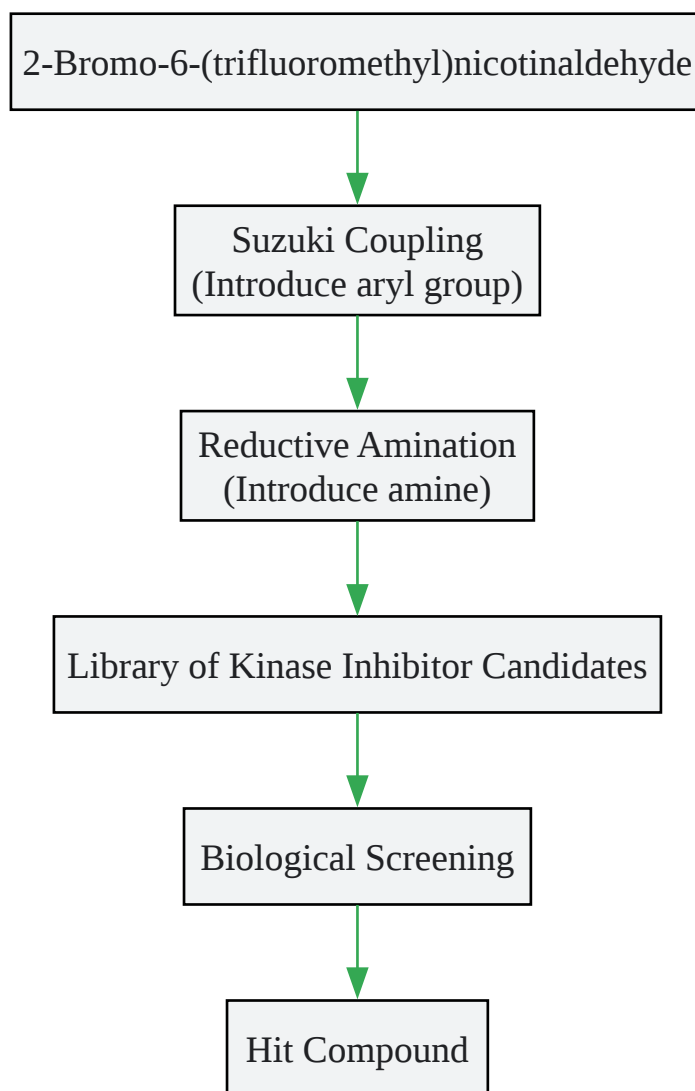 2-Bromo-6-(trifluoromethyl)nicotinaldehyde
Suzuki Coupling
(Introduce aryl group)
Reductive Amination
(Introduce amine)
Library of Kinase Inhibitor Candidates
Biological Screening
Hit Compound